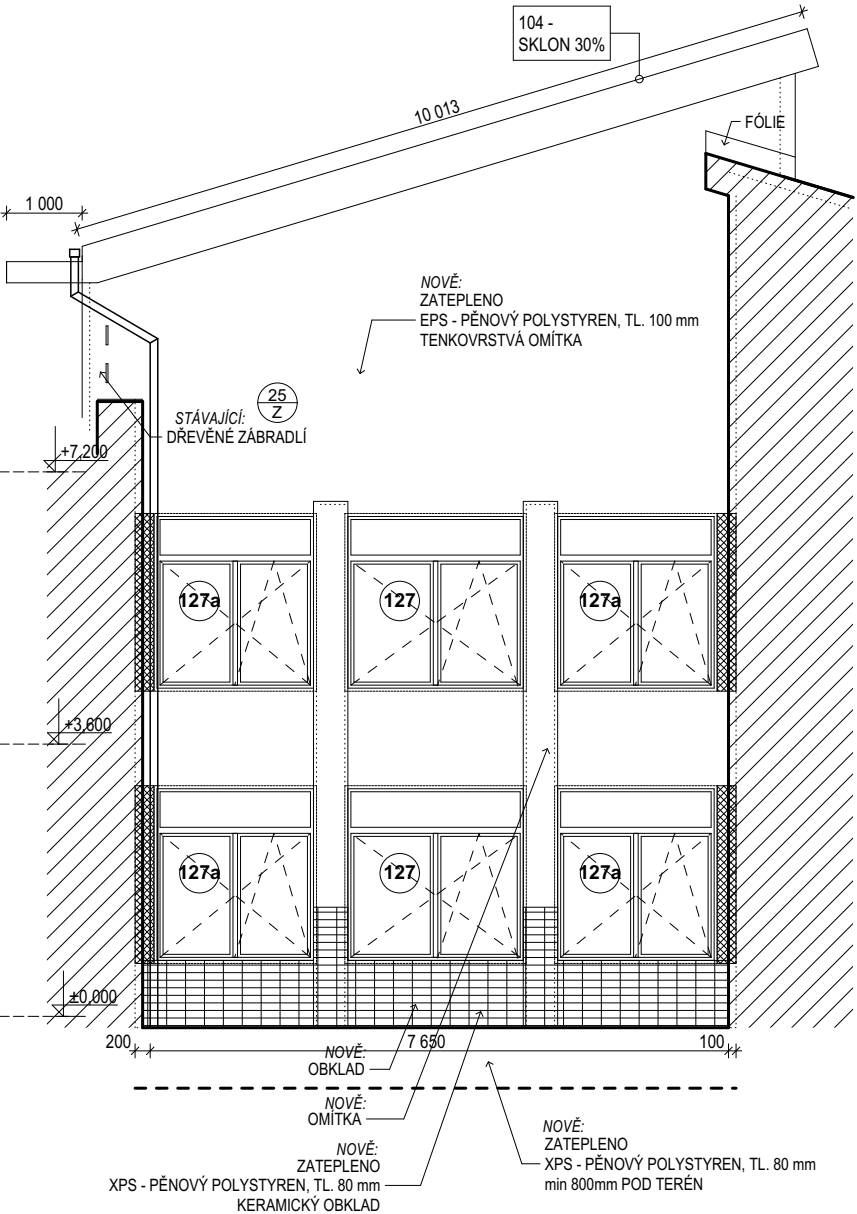 104 -
SKLON 30%
10 013
FÓLIE
1 000
NOVĚ:
ZATEPLENO
EPS - PĚNOVÝ POLYSTYREN, TL. 100 mm
TENKOVRSTVÁ OMÍTKA
25
Z
STÁVAJÍCÍ:
DŘEVĚNÉ ZÁBRADLÍ
+7,200
127a
127
127a
+3,600
127a
127
127a
±0,000
200
7 650
100
NOVĚ:
OBKLAD
NOVĚ:
OMÍTKA
NOVĚ:
ZATEPLENO
XPS - PĚNOVÝ POLYSTYREN, TL. 80 mm
KERAMICKÝ OBKLAD
NOVĚ:
ZATEPLENO
XPS - PĚNOVÝ POLYSTYREN, TL. 80 mm
min 800mm POD TERÉN